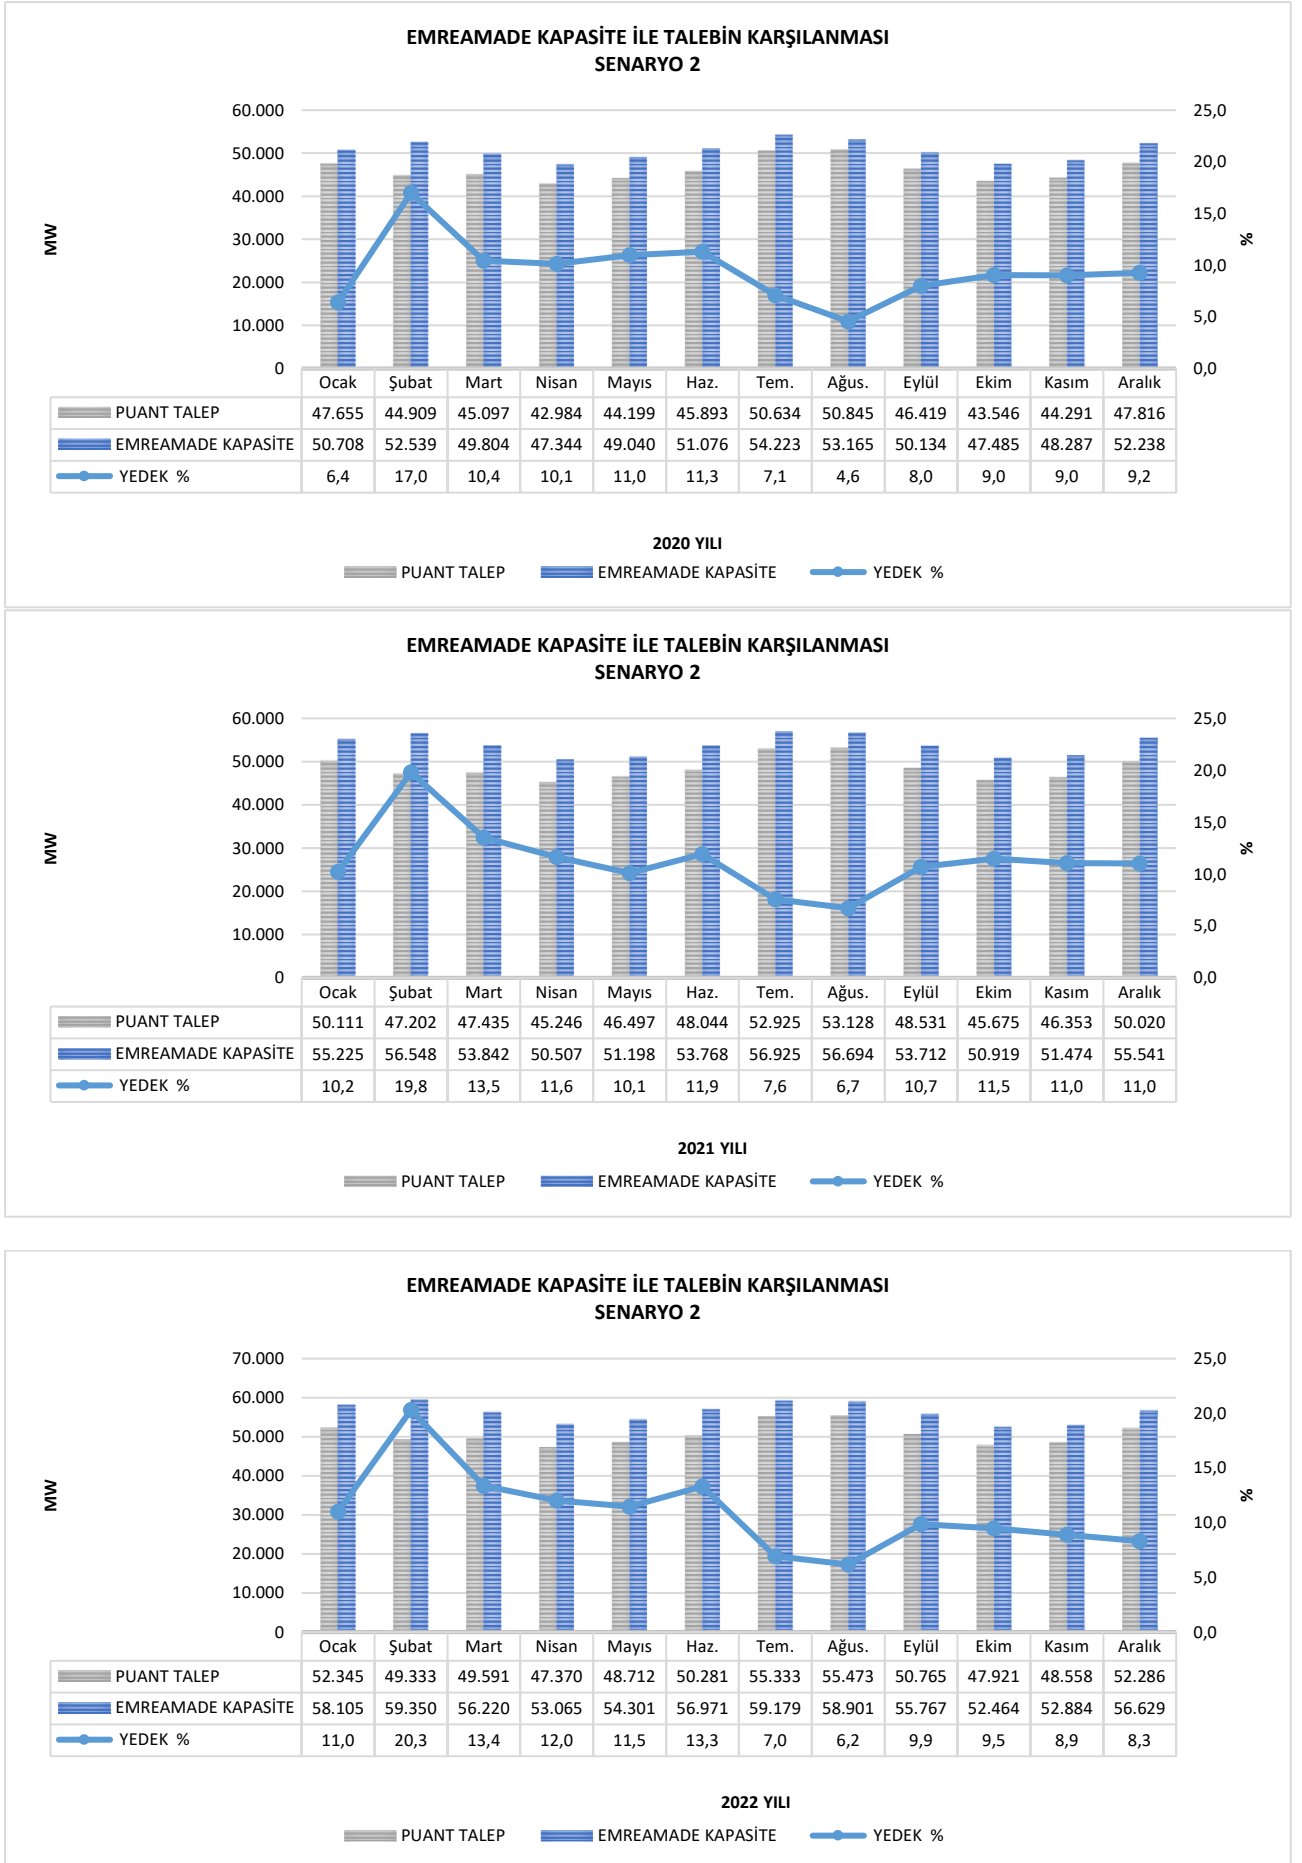 EMREAMADE KAPASİTE İLE TALEBİN KARŞILANMASI
SENARYO 2
60.000 25,0
50.000 20,0
40.000 15,0
30.000
20.000 10,0
10.000 5,0
0 0,0
MW
%
Ocak Şubat Mart Nisan Mayıs Haz. Tem. Ağus. Eylül Ekim Kasım Aralık
PUANT TALEP 47.655 44.909 45.097 42.984 44.199 45.893 50.634 50.845 46.419 43.546 44.291 47.816
EMREAMADE KAPASİTE 50.708 52.539 49.804 47.344 49.040 51.076 54.223 53.165 50.134 47.485 48.287 52.238
YEDEK % 6,4 17,0 10,4 10,1 11,0 11,3 7,1 4,6 8,0 9,0 9,0 9,2
2020 YILI
PUANT TALEP EMREAMADE KAPASİTE YEDEK %
EMREAMADE KAPASİTE İLE TALEBİN KARŞILANMASI
SENARYO 2
60.000 25,0
50.000 20,0
40.000 15,0
30.000
20.000 10,0
10.000 5,0
0 0,0
MW
%
Ocak Şubat Mart Nisan Mayıs Haz. Tem. Ağus. Eylül Ekim Kasım Aralık
PUANT TALEP 50.111 47.202 47.435 45.246 46.497 48.044 52.925 53.128 48.531 45.675 46.353 50.020
EMREAMADE KAPASİTE 55.225 56.548 53.842 50.507 51.198 53.768 56.925 56.694 53.712 50.919 51.474 55.541
YEDEK % 10,2 19,8 13,5 11,6 10,1 11,9 7,6 6,7 10,7 11,5 11,0 11,0
2021 YILI
PUANT TALEP EMREAMADE KAPASİTE YEDEK %
EMREAMADE KAPASİTE İLE TALEBİN KARŞILANMASI
SENARYO 2
70.000 25,0
60.000 20,0
50.000
40.000 15,0
30.000 10,0
20.000
10.000 5,0
0 0,0
MW
%
Ocak Şubat Mart Nisan Mayıs Haz. Tem. Ağus. Eylül Ekim Kasım Aralık
PUANT TALEP 52.345 49.333 49.591 47.370 48.712 50.281 55.333 55.473 50.765 47.921 48.558 52.286
EMREAMADE KAPASİTE 58.105 59.350 56.220 53.065 54.301 56.971 59.179 58.901 55.767 52.464 52.884 56.629
YEDEK % 11,0 20,3 13,4 12,0 11,5 13,3 7,0 6,2 9,9 9,5 8,9 8,3
2022 YILI
PUANT TALEP EMREAMADE KAPASİTE YEDEK %